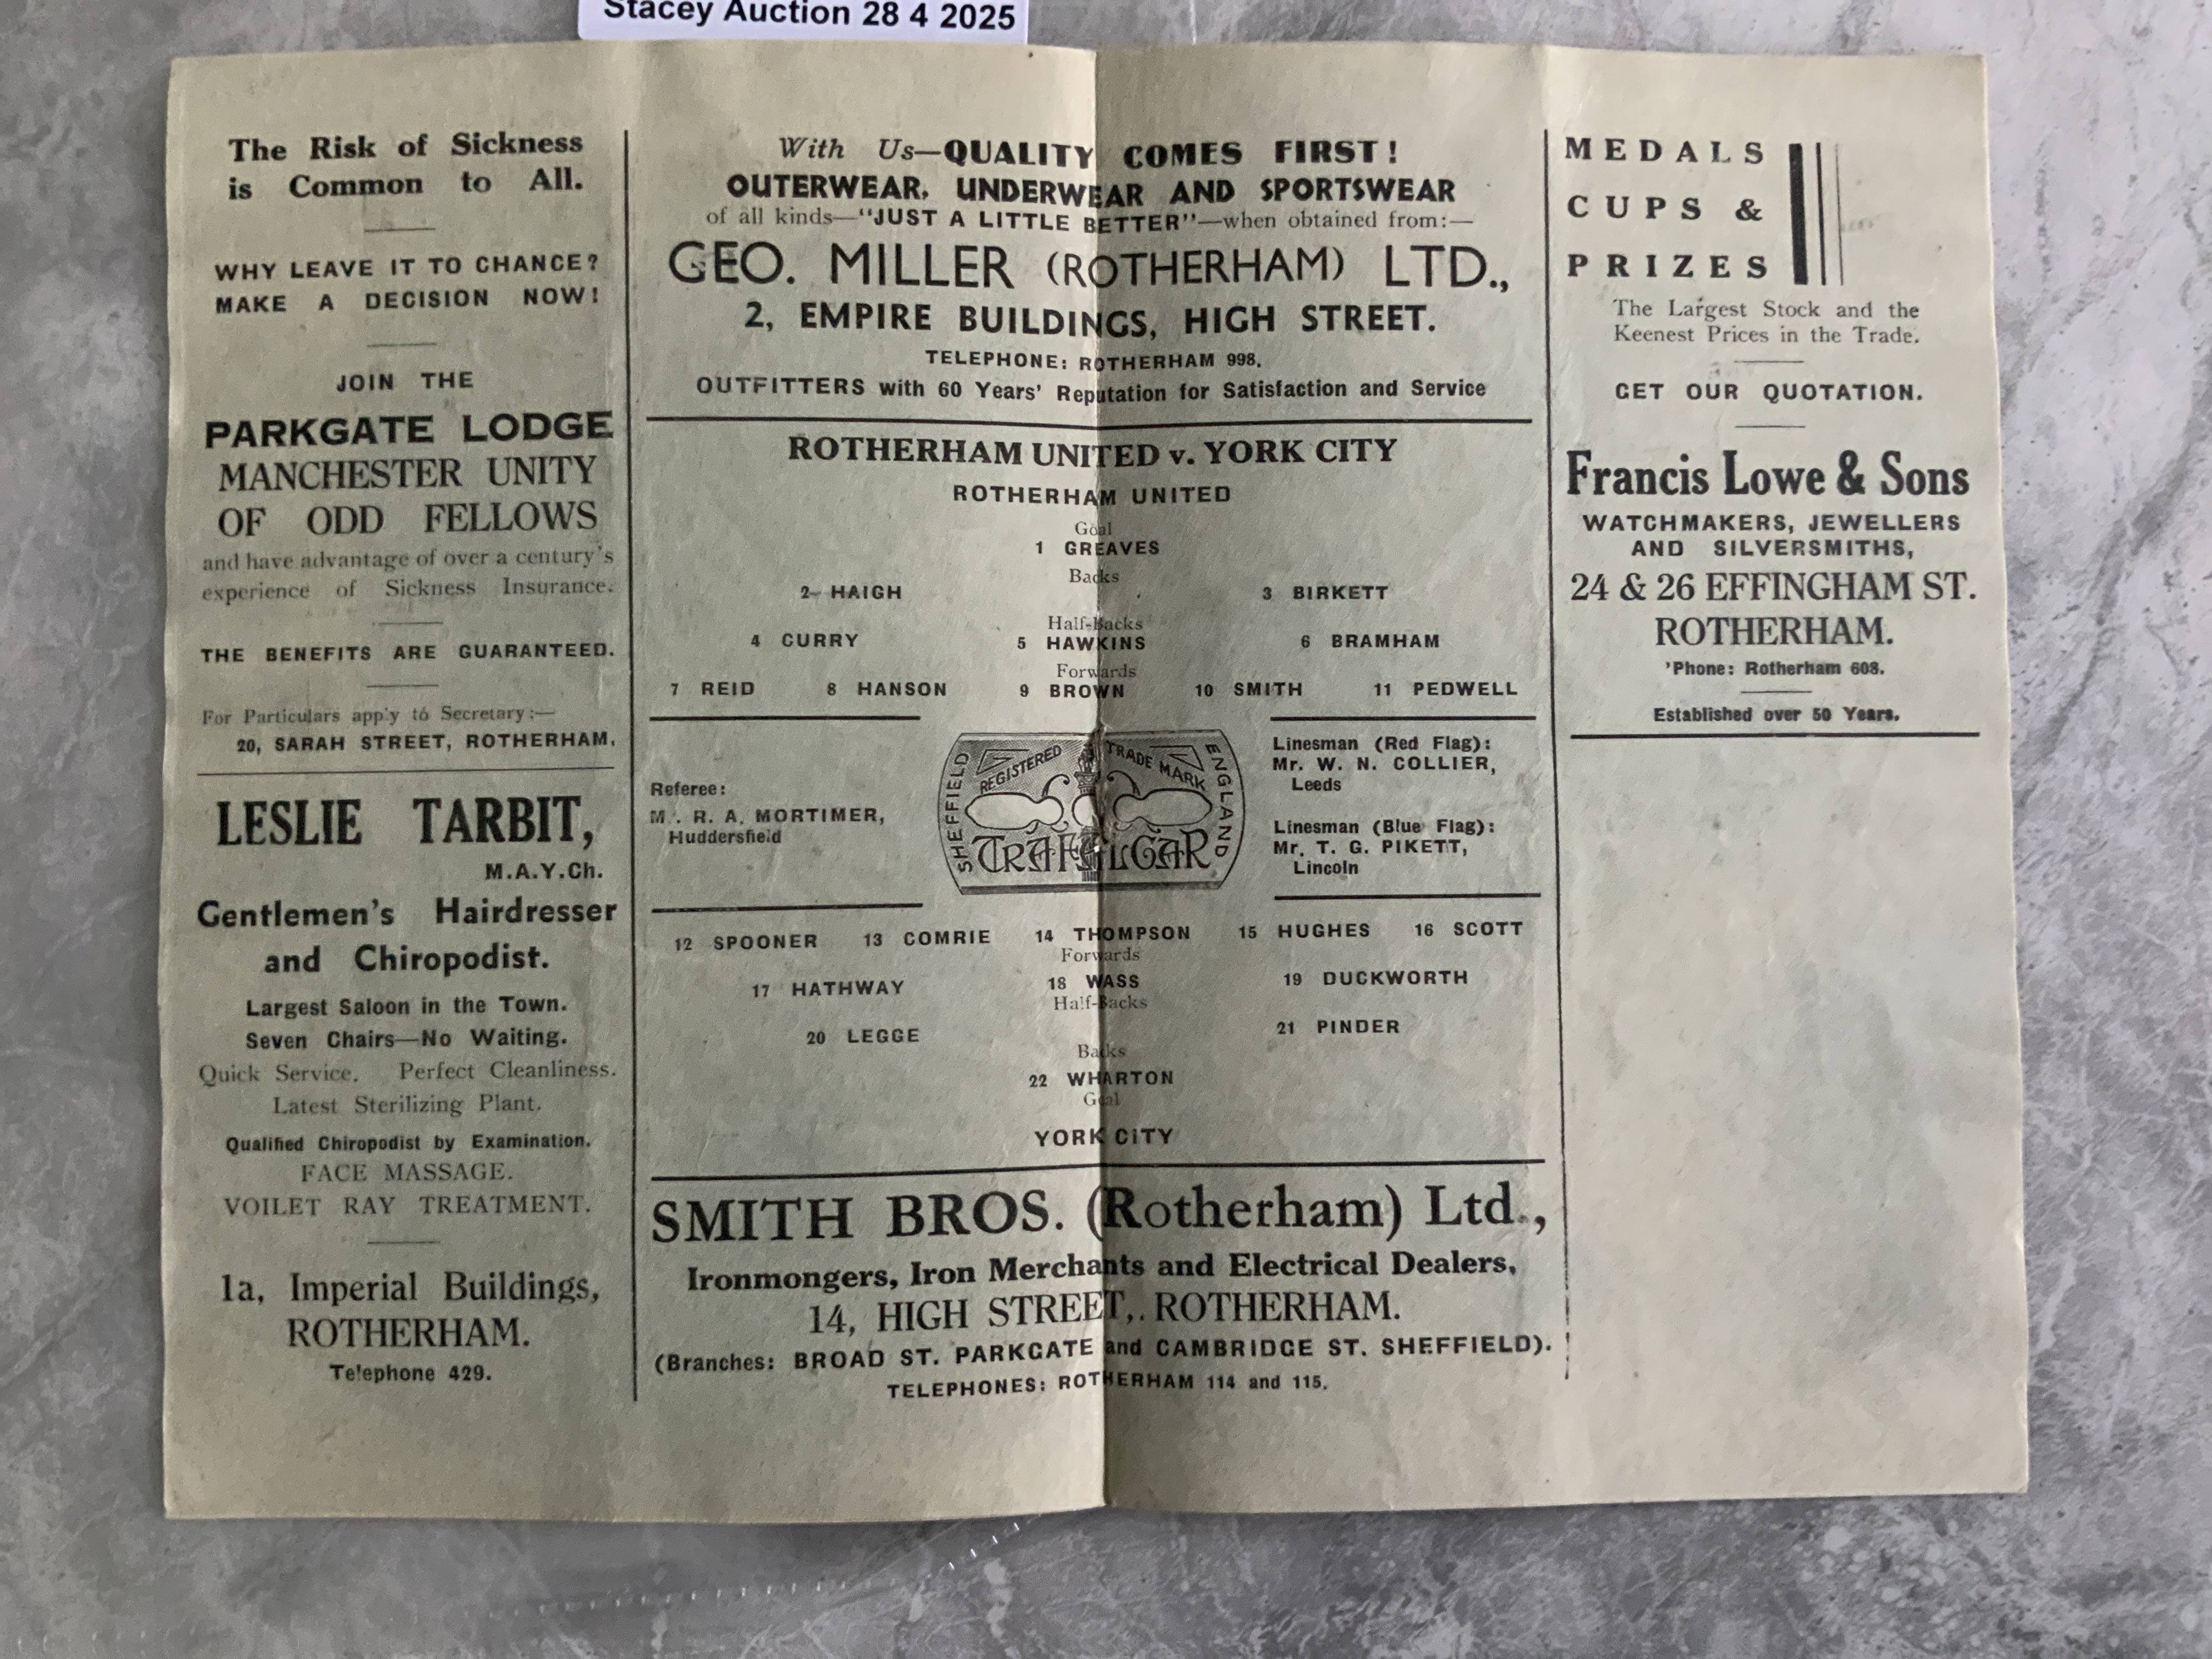 Stacey Auction 28 4 2025
The Risk of Sickness
is Common to All.
WHY LEAVE IT TO CHANCE?
MAKE A DECISION NOW!
JOIN THE
PARKGATE LODGE
MANCHESTER UNITY
OF ODD FELLOWS
and have advantage of over a century's
experience of Sickness Insurance.
THE BENEFITS ARE GUARANTEED.
For Particulars apply to Secretary:—
20, SARAH STREET, ROTHERHAM.
LESLIE TARBIT,
M.A.Y.Ch.
Gentlemen's Hairdresser
and Chiropodist.
Largest Saloon in the Town.
Seven Chairs—No Waiting.
Quick Service. Perfect Cleanliness.
Latest Sterilizing Plant.
Qualified Chiropodist by Examination.
FACE MASSAGE.
VOILET RAY TREATMENT.
1a, Imperial Buildings,
ROTHERHAM.
Telephone 429.
With Us—QUALITY COMES FIRST!
OUTERWEAR, UNDERWEAR AND SPORTSWEAR
of all kinds—"JUST A LITTLE BETTER"—when obtained from:—
GEO. MILLER (ROTHERHAM) LTD.,
2, EMPIRE BUILDINGS, HIGH STREET.
TELEPHONE: ROTHERHAM 998.
OUTFITTERS with 60 Years' Reputation for Satisfaction and Service
ROTHERHAM UNITED v. YORK CITY
ROTHERHAM UNITED
Goal
1 GREAVES
Backs
2 HAIGH 3 BIRKETT
Half-Backs
4 CURRY 5 HAWKINS 6 BRAMHAM
Forwards
7 REID 8 HANSON 9 BROWN 10 SMITH 11 PEDWELL
Referee:
M. R. A. MORTIMER,
Huddersfield
SHEFFIELD REGISTERED TRADE MARK ENGLAND
TRAFALGAR
Linesman (Red Flag):
Mr. W. N. COLLIER,
Leeds
Linesman (Blue Flag):
Mr. T. G. PIKETT,
Lincoln
12 SPOONER 13 COMRIE 14 THOMPSON 15 HUGHES 16 SCOTT
Forwards
17 HATHWAY 18 WASS 19 DUCKWORTH
Half-Backs
20 LEGGE 21 PINDER
Backs
22 WHARTON
Goal
YORK CITY
SMITH BROS. (Rotherham) Ltd.,
Ironmongers, Iron Merchants and Electrical Dealers,
14, HIGH STREET, ROTHERHAM.
(Branches: BROAD ST. PARKGATE and CAMBRIDGE ST. SHEFFIELD).
TELEPHONES: ROTHERHAM 114 and 115.
MEDALS
CUPS &
PRIZES
The Largest Stock and the
Keenest Prices in the Trade.
GET OUR QUOTATION.
Francis Lowe & Sons
WATCHMAKERS, JEWELLERS
AND SILVERSMITHS,
24 & 26 EFFINGHAM ST.
ROTHERHAM.
'Phone: Rotherham 608.
Established over 50 Years.